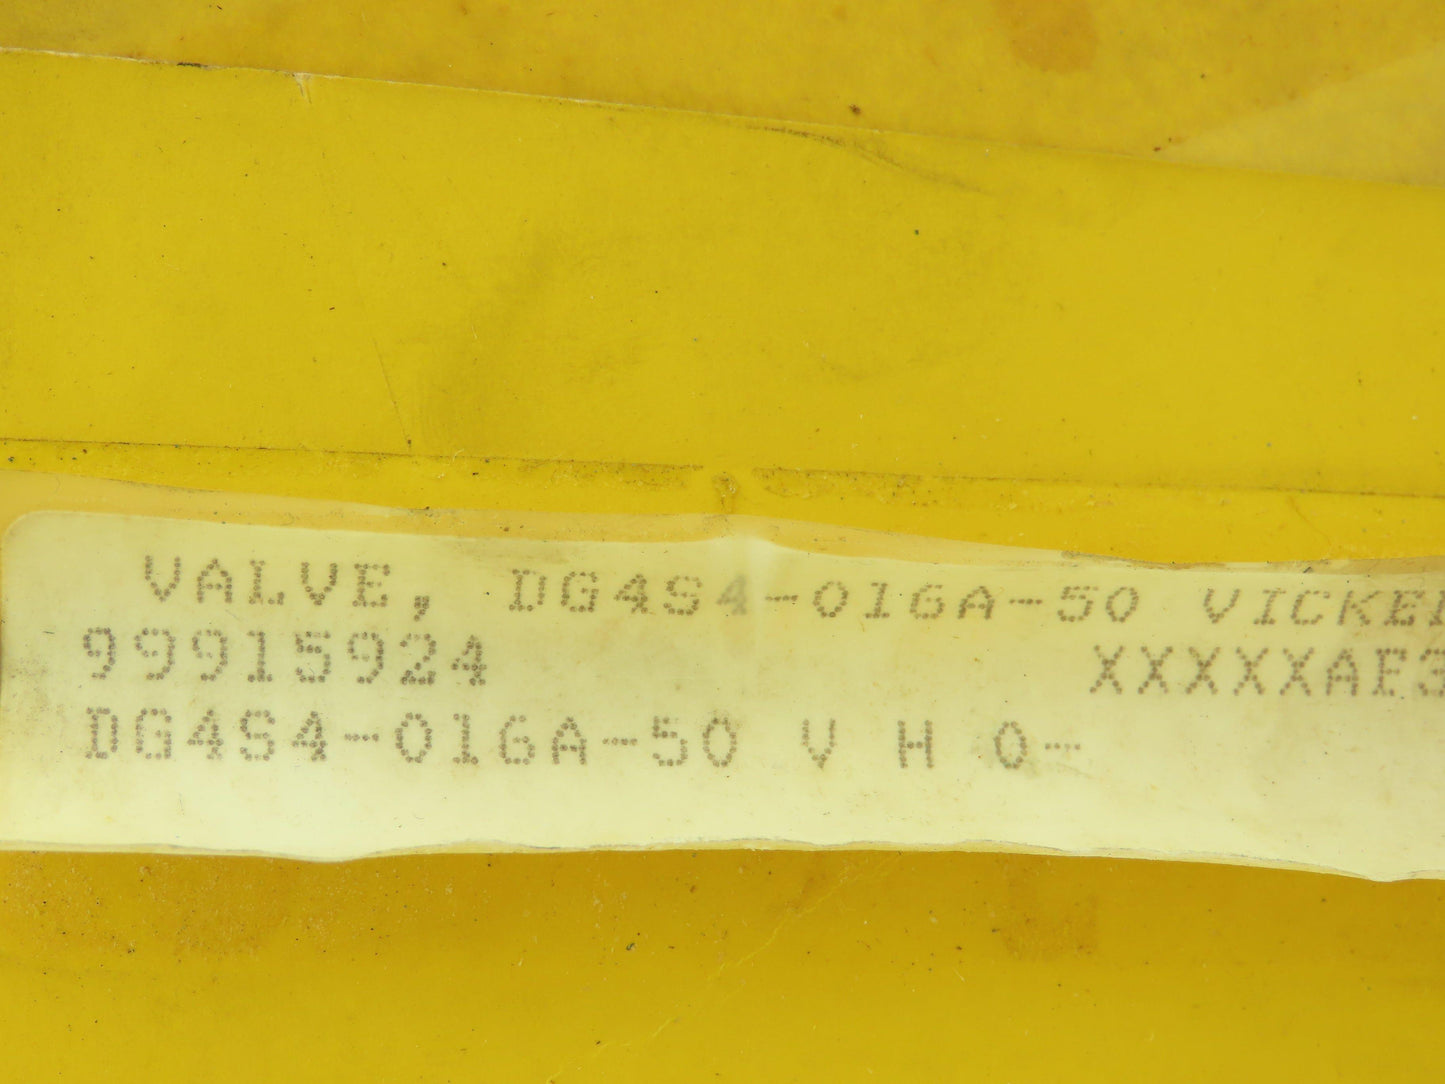 VALVE, DG4S4-016A-50 VICKE
99915924 XXXXXAE3
DG4S4-016A-50 V H 0-